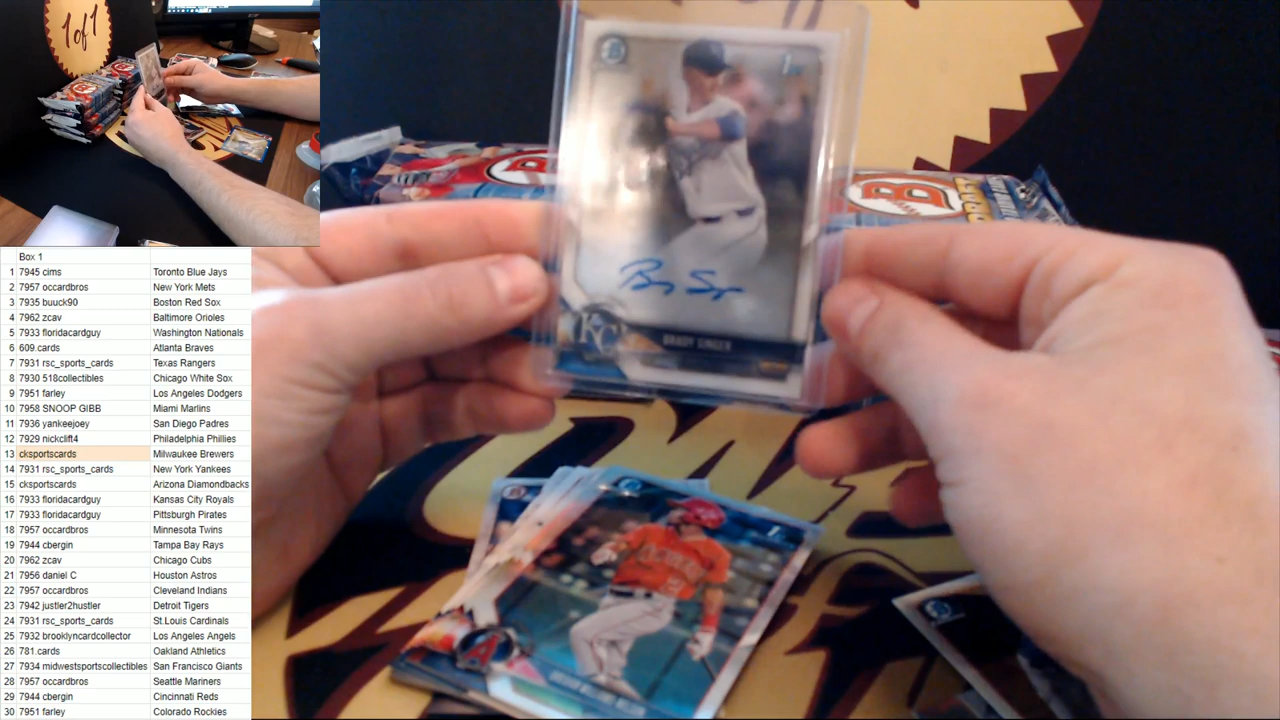 1 of 1
Box 1
1 7945 cims Toronto Blue Jays
2 7957 occardbros New York Mets
3 7935 buuck90 Boston Red Sox
4 7962 zcav Baltimore Orioles
5 7933 floridacardguy Washington Nationals
6 609.cards Atlanta Braves
7 7931 rsc_sports_cards Texas Rangers
8 7930 518collectibles Chicago White Sox
9 7951 farley Los Angeles Dodgers
10 7958 SNOOP GIBB Miami Marlins
11 7936 yankeejoey San Diego Padres
12 7929 nickclift4 Philadelphia Phillies
13 cksportscards Milwaukee Brewers
14 7931 rsc_sports_cards New York Yankees
15 cksportscards Arizona Diamondbacks
16 7933 floridacardguy Kansas City Royals
17 7933 floridacardguy Pittsburgh Pirates
18 7957 occardbros Minnesota Twins
19 7944 cbergin Tampa Bay Rays
20 7962 zcav Chicago Cubs
21 7956 daniel C Houston Astros
22 7957 occardbros Cleveland Indians
23 7942 justler2hustler Detroit Tigers
24 7931 rsc_sports_cards St.Louis Cardinals
25 7932 brooklyncardcollector Los Angeles Angels
26 781.cards Oakland Athletics
27 7934 midwestsportscollectibles San Francisco Giants
28 7957 occardbros Seattle Mariners
29 7944 cbergin Cincinnati Reds
30 7951 farley Colorado Rockies
KC
BRADY SINGER
B
A